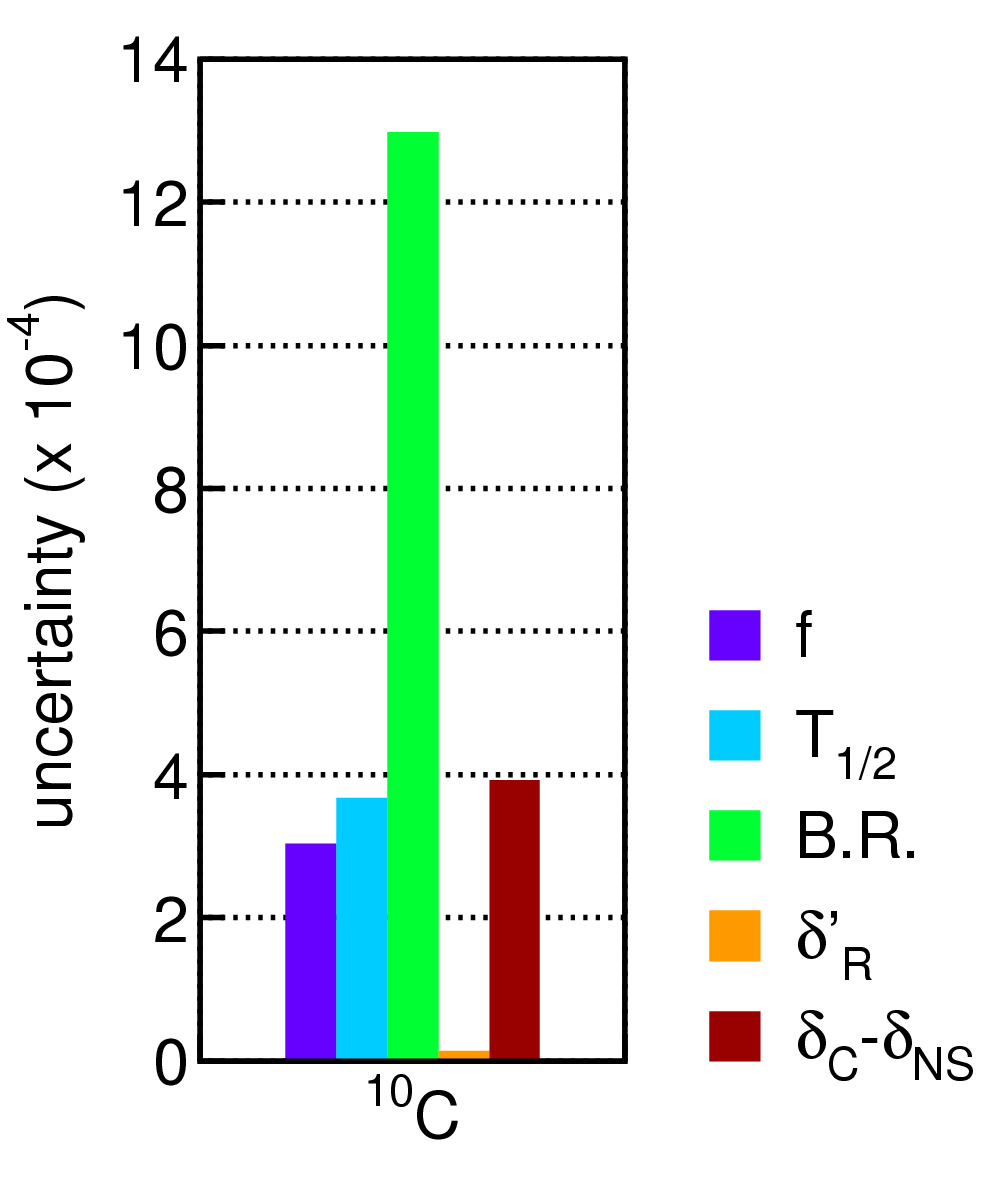 14
12
10
8
6
4
2
0
uncertainty (x 10⁻⁴)
¹⁰C
f
T₁/₂
B.R.
δ’R
δC-δNS